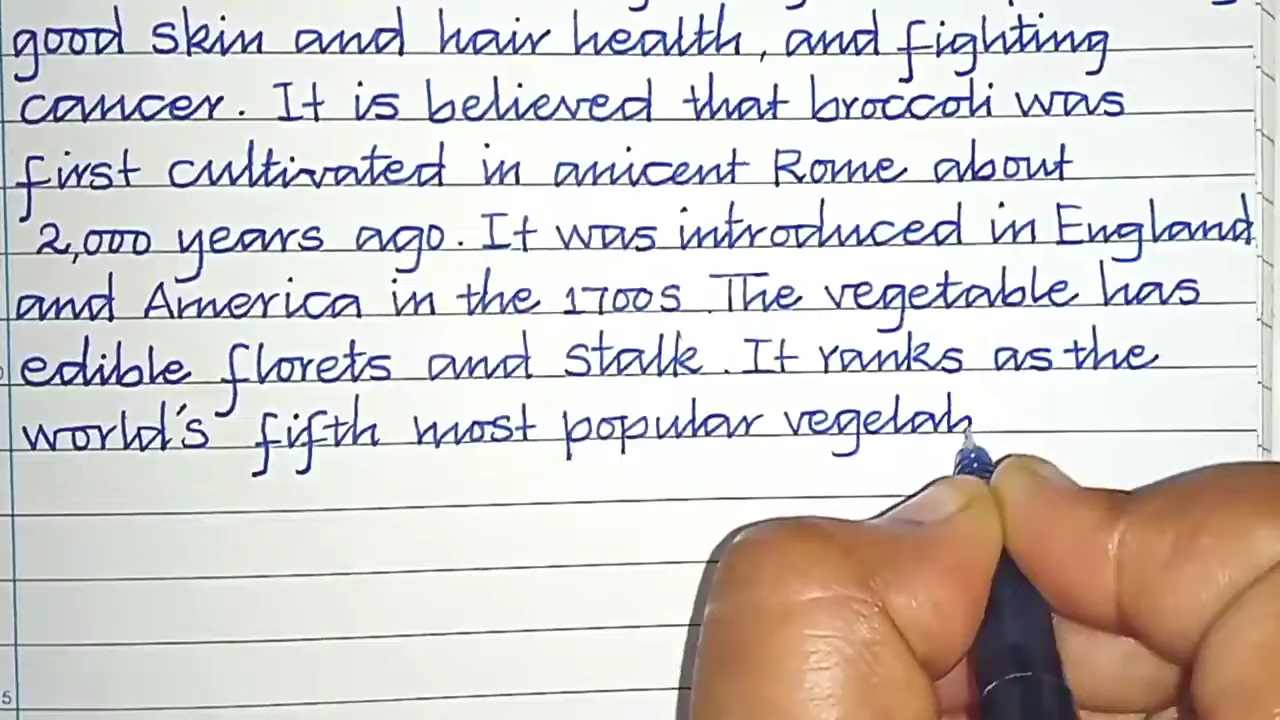 good skin and hair health, and fighting
cancer. It is believed that broccoli was
first cultivated in anicent Rome about
2,000 years ago. It was introduced in England
and America in the 1700s. The vegetable has
edible florets and stalk. It ranks as the
world's fifth most popular vegetab
5